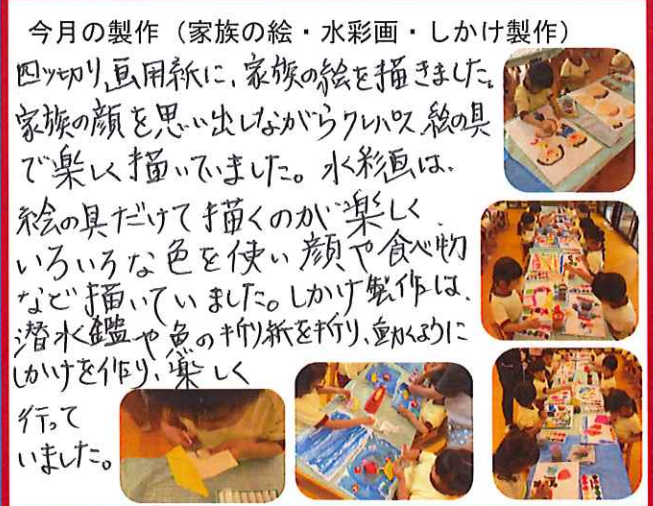 今月の製作（家族の絵・水彩画・しかけ製作）
四ッ切り画用紙に、家族の絵を描きました。
家族の顔を思い出しながらクレパス、絵の具
で楽しく描いていました。水彩画は、
絵の具だけで描くのが楽しく、
いろいろな色を使い顔や食べ物
など描いていました。しかけ製作は、
潜水鑑や魚の折り紙を折り、動くように
しかけを作り、楽しく
行って
いました。